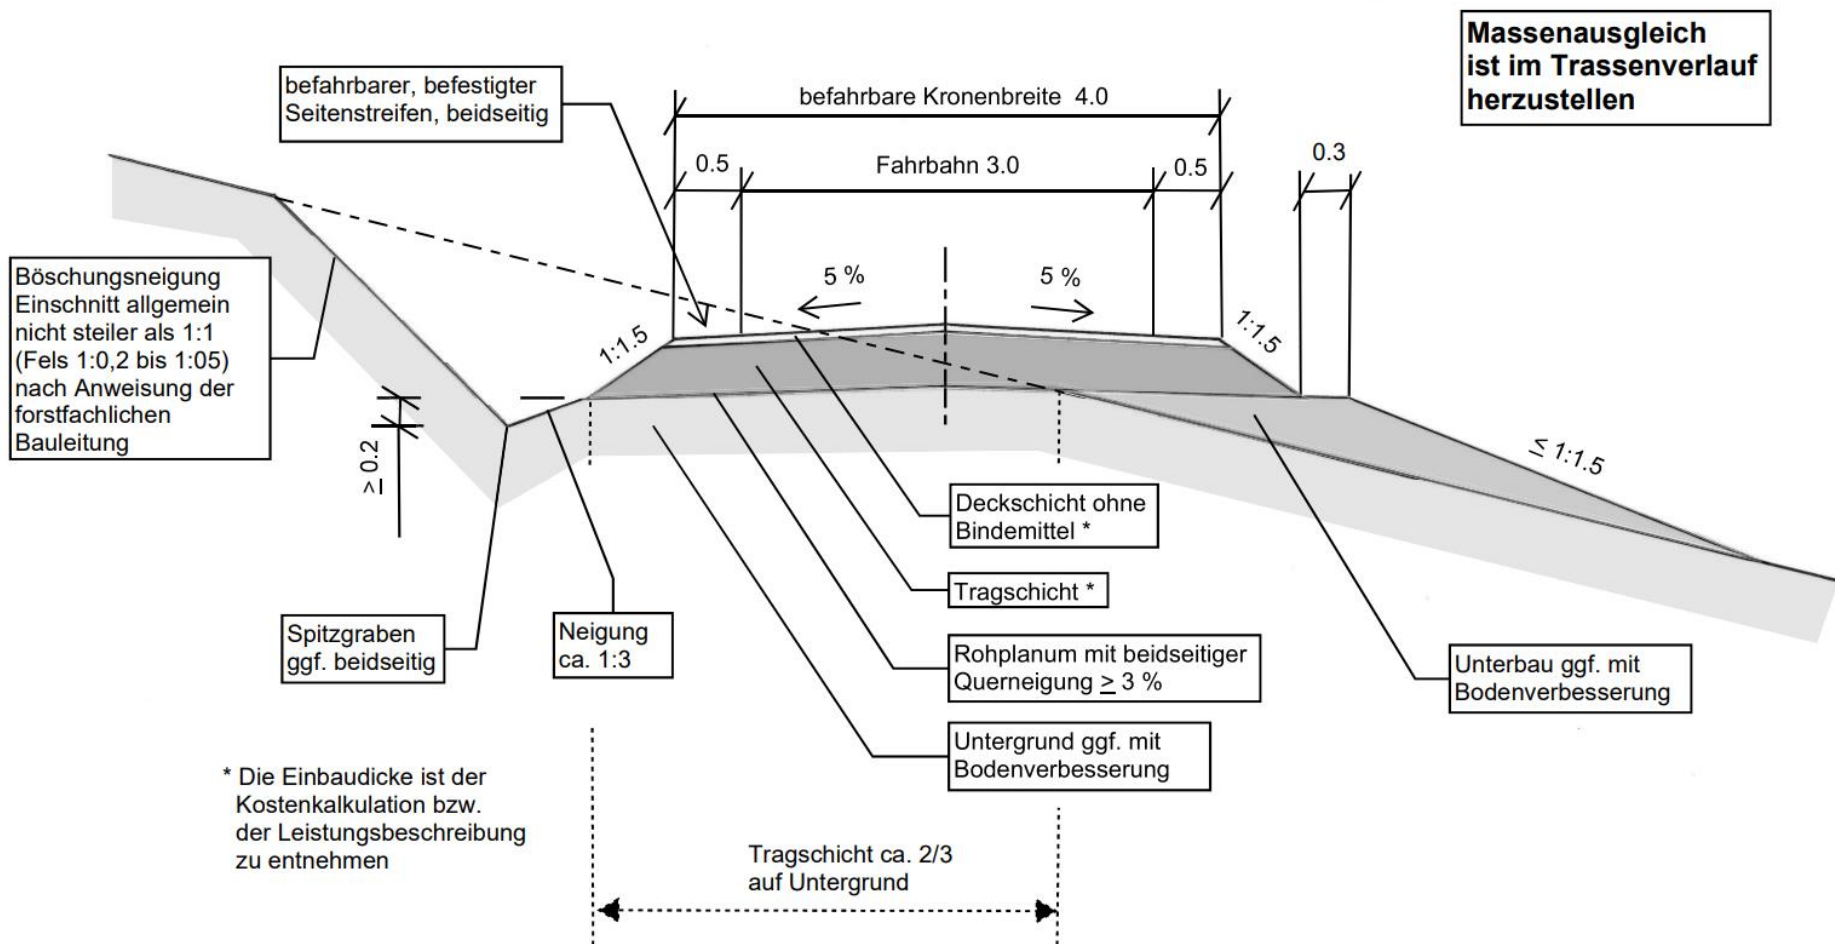 Massenausgleich
ist im Trassenverlauf
herzustellen
befahrbarer, befestigter
Seitenstreifen, beidseitig
befahrbare Kronenbreite 4.0
0.5
Fahrbahn 3.0
0.5
0.3
5 %
5 %
1:1.5
1:1.5
Böschungsneigung
Einschnitt allgemein
nicht steiler als 1:1
(Fels 1:0,2 bis 1:05)
nach Anweisung der
forstfachlichen
Bauleitung
≥ 0.2
≤ 1:1.5
Deckschicht ohne
Bindemittel *
Tragschicht *
Spitzgraben
ggf. beidseitig
Neigung
ca. 1:3
Rohplanum mit beidseitiger
Querneigung ≥ 3 %
Unterbau ggf. mit
Bodenverbesserung
Untergrund ggf. mit
Bodenverbesserung
* Die Einbaudicke ist der
Kostenkalkulation bzw.
der Leistungsbeschreibung
zu entnehmen
Tragschicht ca. 2/3
auf Untergrund